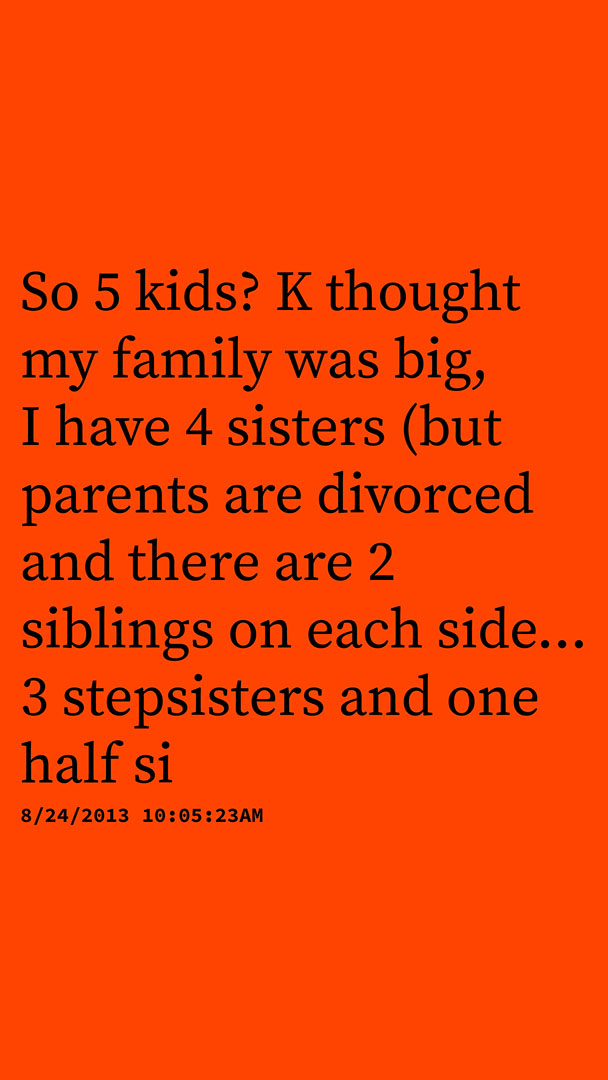 So 5 kids? K thought
my family was big,
I have 4 sisters (but
parents are divorced
and there are 2
siblings on each side...
3 stepsisters and one
half si
8/24/2013 10:05:23AM